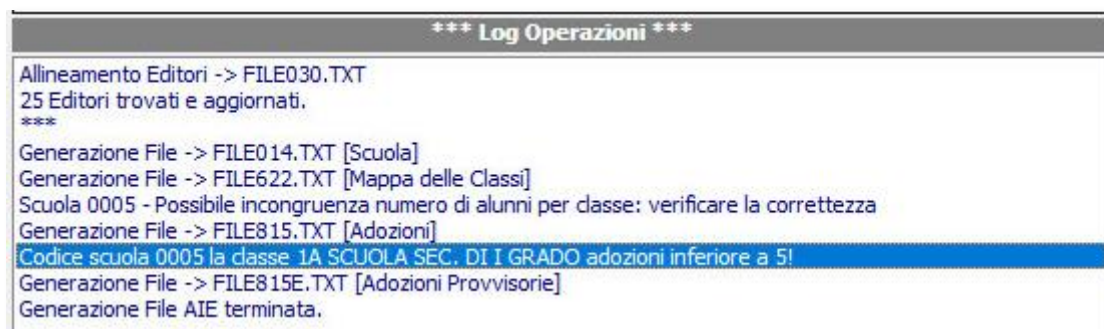 *** Log Operazioni ***
Allineamento Editori -> FILE030.TXT
25 Editori trovati e aggiornati.
***
Generazione File -> FILE014.TXT [Scuola]
Generazione File -> FILE622.TXT [Mappa delle Classi]
Scuola 0005 - Possibile incongruenza numero di alunni per classe: verificare la correttezza
Generazione File -> FILE815.TXT [Adozioni]
Codice scuola 0005 la classe 1A SCUOLA SEC. DI I GRADO adozioni inferiore a 5!
Generazione File -> FILE815E.TXT [Adozioni Provvisorie]
Generazione File AIE terminata.